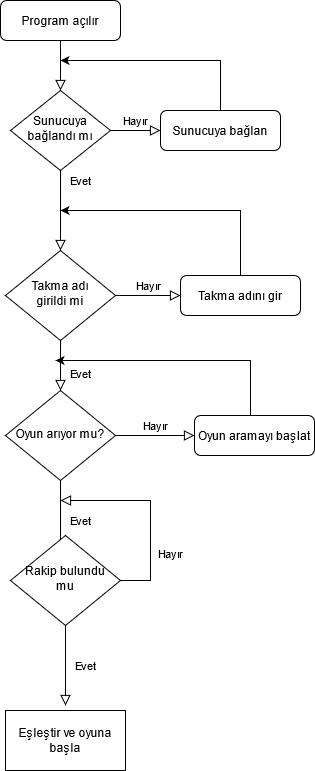 Program açılır
Sunucuya
bağlandı mı
Hayır
Sunucuya bağlan
Evet
Takma adı
girildi mi
Hayır
Takma adını gir
Evet
Oyun arıyor mu?
Hayır
Oyun aramayı başlat
Evet
Rakip bulundu
mu
Hayır
Evet
Eşleştir ve oyuna
başla